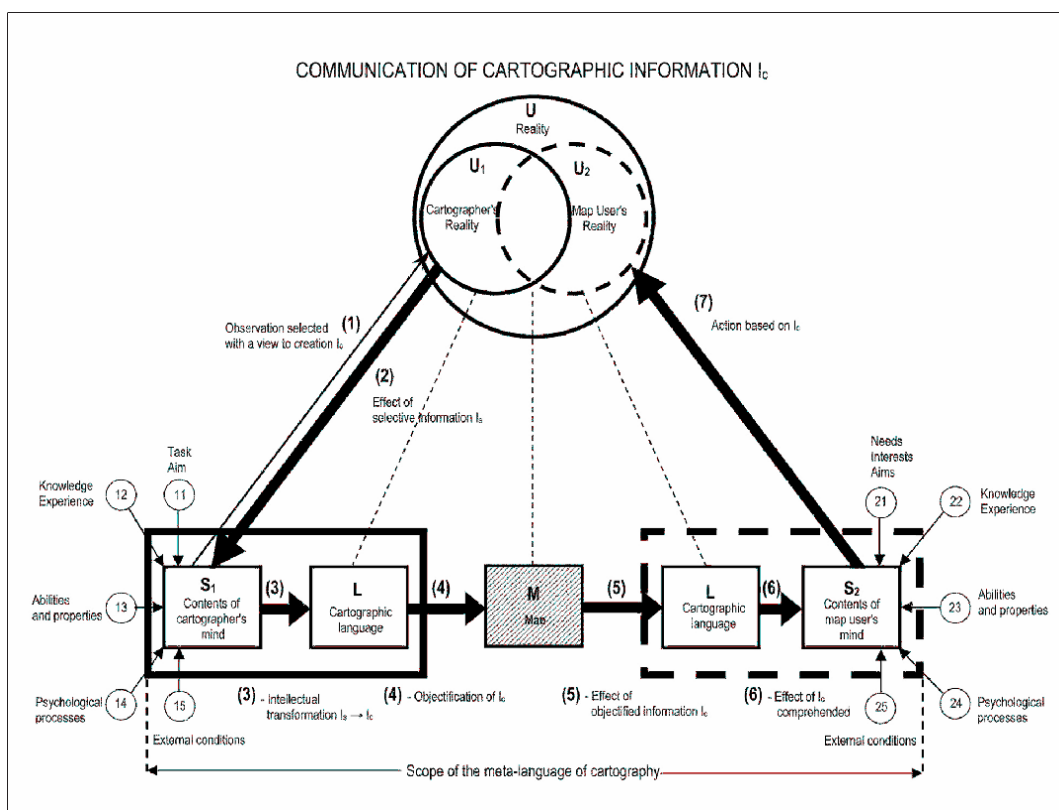 COMMUNICATION OF CARTOGRAPHIC INFORMATION Ic
U
Reality
U1
U2
Cartographer's
Reality
Map User's
Reality
(1)
Observation selected
with a view to creation Ic
(2)
Effect of
selective information Is
(7)
Action based on Ic
Task
Aim
Knowledge
Experience
12
11
Needs
Interests
Aims
21
22
Knowledge
Experience
Abilities
and properties
13
S1
Contents of
cartographer's
mind
(3)
L
Cartographic
language
(4)
M
Map
(5)
L
Cartographic
language
(6)
S2
Contents of
map user's
mind
23
Abilities
and properties
Psychological
processes
14
15
(3) - Intellectual
transformation Is → Ic
(4) - Objectification of Ic
(5) - Effect of
objectified information Ic
(6) - Effect of Ic
comprehended
25
24
Psychological
processes
External conditions
External conditions
Scope of the meta-language of cartography